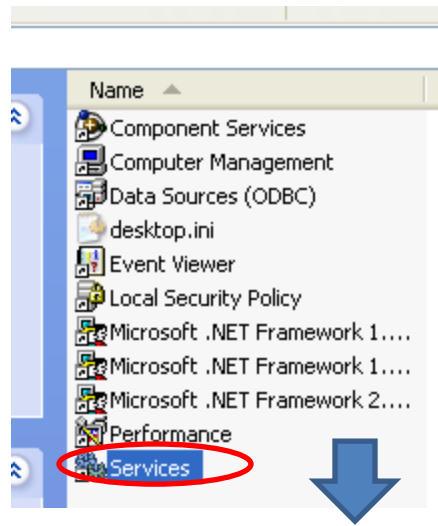 Name
Component Services
Computer Management
Data Sources (ODBC)
desktop.ini
Event Viewer
Local Security Policy
Microsoft .NET Framework 1....
Microsoft .NET Framework 1....
Microsoft .NET Framework 2....
Performance
Services